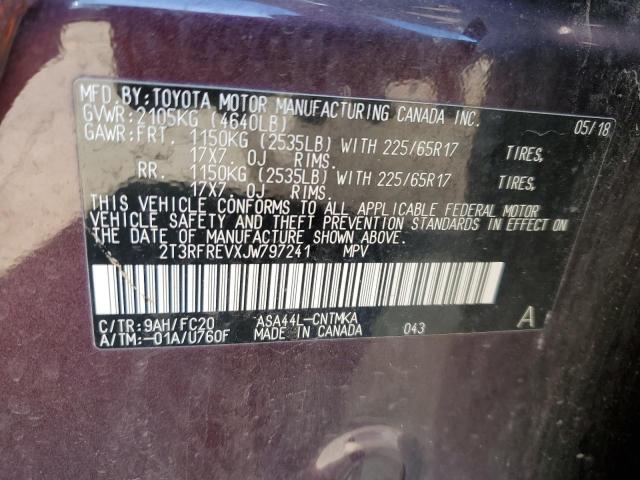 MFD. BY: TOYOTA MOTOR MANUFACTURING CANADA INC.
GVWR: 2105KG (4640LB) 05/18
GAWR: FRT. 1150KG (2535LB) WITH 225/65R17 TIRES,
17X7.0J RIMS.
RR. 1150KG (2535LB) WITH 225/65R17 TIRES,
17X7.0J RIMS.
THIS VEHICLE CONFORMS TO ALL APPLICABLE FEDERAL MOTOR
VEHICLE SAFETY AND THEFT PREVENTION STANDARDS IN EFFECT ON
THE DATE OF MANUFACTURE SHOWN ABOVE.
2T3RFREVXJW797241 MPV
C/TR: 9AH/FC20 ASA44L-CNTMKA 043 A
A/TM: -01A/U760F MADE IN CANADA